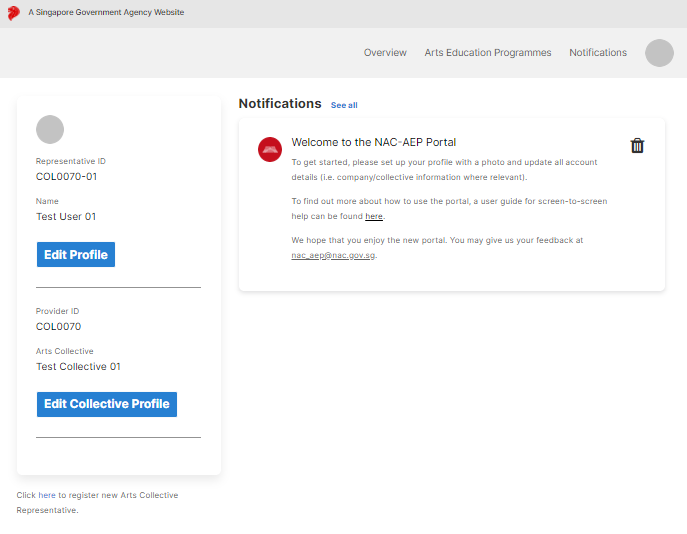 A Singapore Government Agency Website
Overview Arts Education Programmes Notifications
Representative ID
COL0070-01
Name
Test User 01
Edit Profile
Provider ID
COL0070
Arts Collective
Test Collective 01
Edit Collective Profile
Click here to register new Arts Collective
Representative.
Notifications See all
Welcome to the NAC-AEP Portal
To get started, please set up your profile with a photo and update all account
details (i.e. company/collective information where relevant).
To find out more about how to use the portal, a user guide for screen-to-screen
help can be found here.
We hope that you enjoy the new portal. You may give us your feedback at
nac_aep@nac.gov.sg.